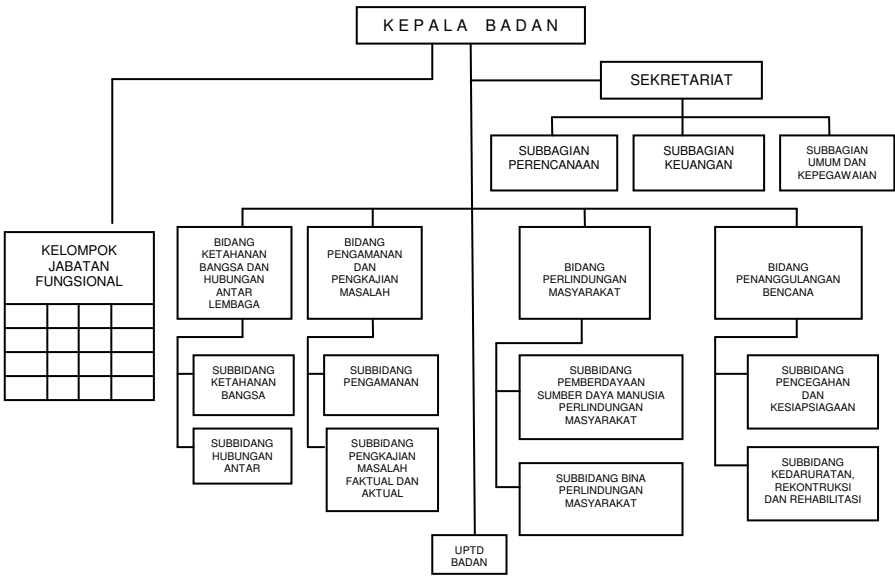 KEPALA BADAN
SEKRETARIAT
SUBBAGIAN
PERENCANAAN
SUBBAGIAN
KEUANGAN
SUBBAGIAN
UMUM DAN
KEPEGAWAIAN
KELOMPOK
JABATAN
FUNGSIONAL
BIDANG
KETAHANAN
BANGSA DAN
HUBUNGAN
ANTAR
LEMBAGA
BIDANG
PENGAMANAN
DAN
PENGKAJIAN
MASALAH
BIDANG
PERLINDUNGAN
MASYARAKAT
BIDANG
PENANGGULANGAN
BENCANA
SUBBIDANG
KETAHANAN
BANGSA
SUBBIDANG
PENGAMANAN
SUBBIDANG
PEMBERDAYAAN
SUMBER DAYA MANUSIA
PERLINDUNGAN
MASYARAKAT
SUBBIDANG
PENCEGAHAN
DAN
KESIAPSIAGAAN
SUBBIDANG
HUBUNGAN
ANTAR
SUBBIDANG
PENGKAJIAN
MASALAH
FAKTUAL DAN
AKTUAL
SUBBIDANG BINA
PERLINDUNGAN
MASYARAKAT
SUBBIDANG
KEDARURATAN,
REKONTRUKSI
DAN REHABILITASI
UPTD
BADAN